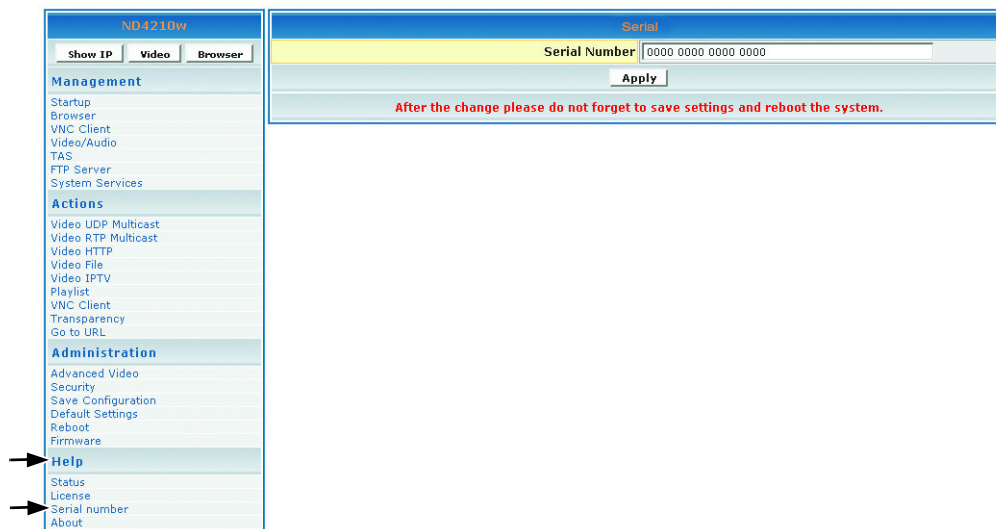 ND4210w
Show IP Video Browser
Management
Startup
Browser
VNC Client
Video/Audio
TAS
FTP Server
System Services
Actions
Video UDP Multicast
Video RTP Multicast
Video HTTP
Video File
Video IPTV
Playlist
VNC Client
Transparency
Go to URL
Administration
Advanced Video
Security
Save Configuration
Default Settings
Reboot
Firmware
Help
Status
License
Serial number
About
Serial
Serial Number 0000 0000 0000 0000
Apply
After the change please do not forget to save settings and reboot the system.